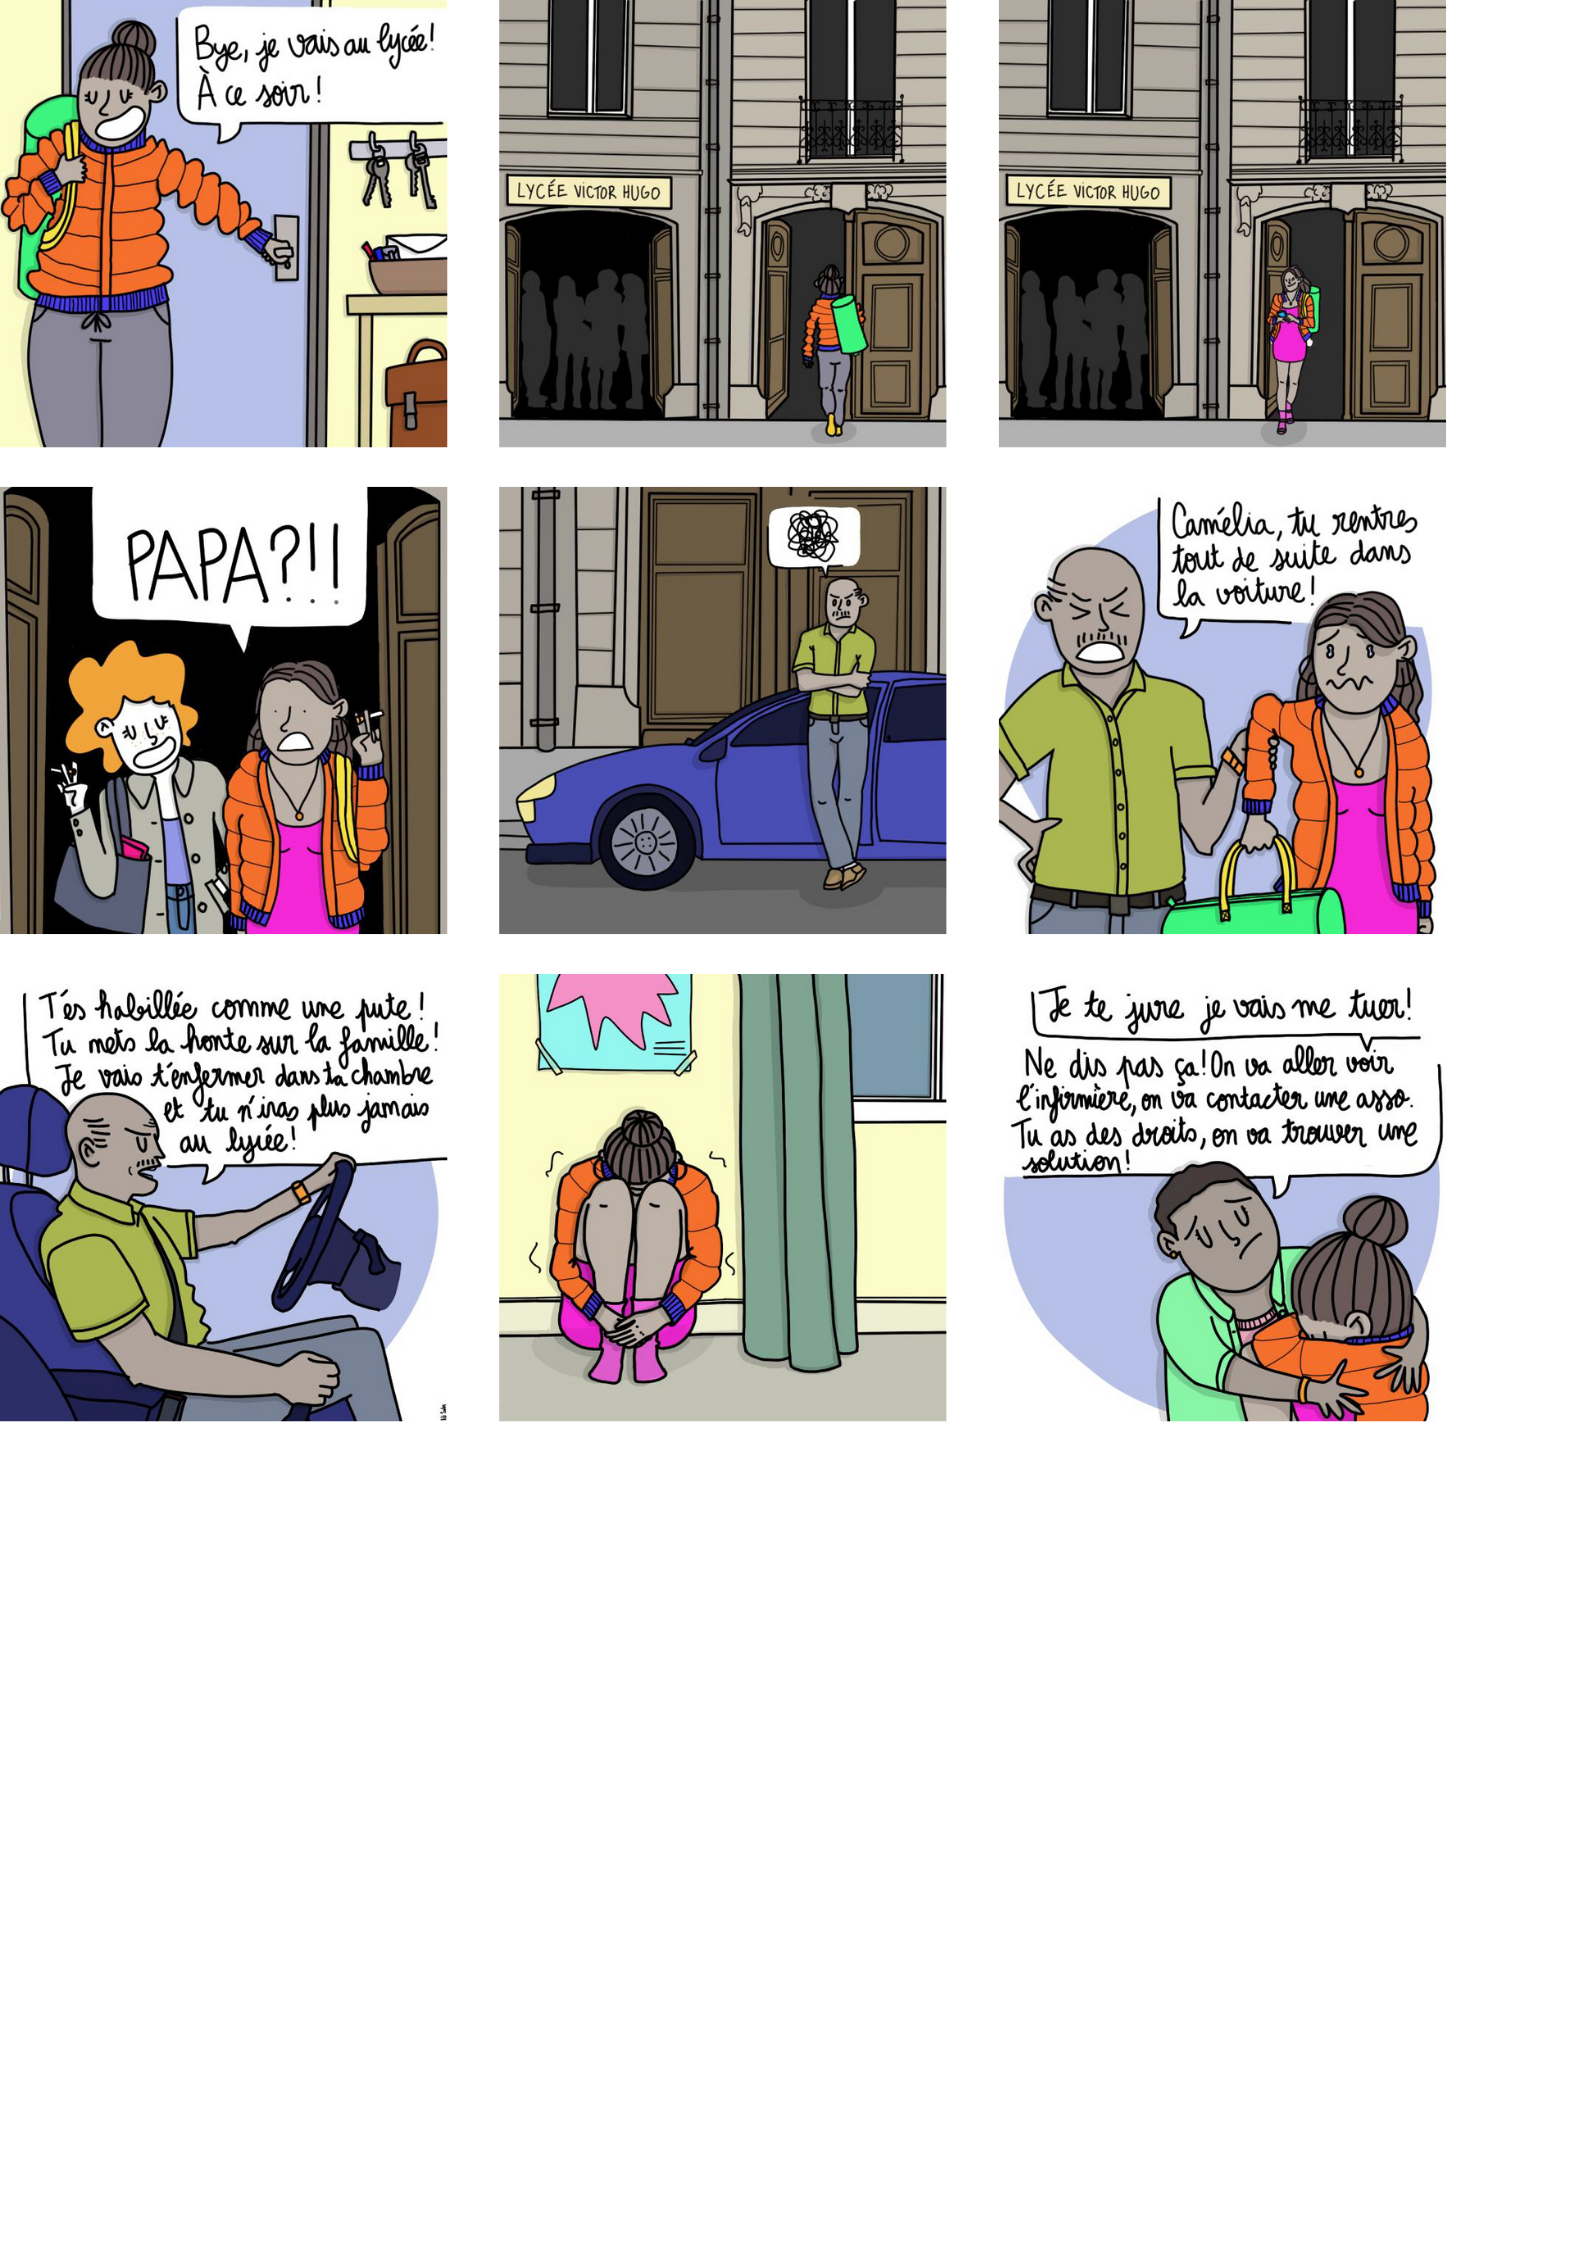 Bye, je vais au lycée!
À ce soir!
LYCÉE VICTOR HUGO
LYCÉE VICTOR HUGO
PAPA?!!
Camélia, tu rentres
tout de suite dans
la voiture!
T'es habillée comme une pute!
Tu mets la honte sur la famille!
Je vais t'enfermer dans ta chambre
et tu n'iras plus jamais
au lycée!
Je te jure je vais me tuer!
Ne dis pas ça! On va aller voir
l'infirmière, on va contacter une asso.
Tu as des droits, on va trouver une
solution!